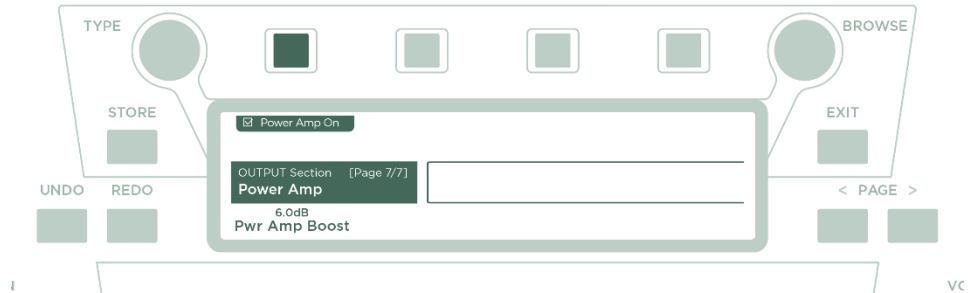 TYPE
BROWSE
STORE
EXIT
Power Amp On
OUTPUT Section [Page 7/7]
Power Amp
UNDO
REDO
< PAGE >
6.0dB
Pwr Amp Boost